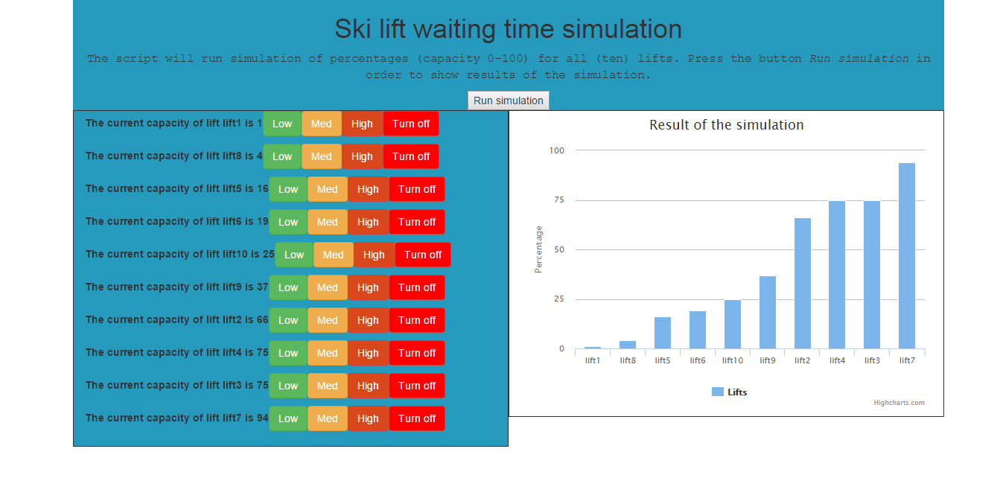 Ski lift waiting time simulation
The script will run simulation of percentages (capacity 0-100) for all (ten) lifts. Press the button Run simulation in
order to show results of the simulation.
Run simulation
The current capacity of lift lift1 is 1 Low Med High Turn off
The current capacity of lift lift8 is 4 Low Med High Turn off
The current capacity of lift lift5 is 16 Low Med High Turn off
The current capacity of lift lift6 is 19 Low Med High Turn off
The current capacity of lift lift10 is 25 Low Med High Turn off
The current capacity of lift lift9 is 37 Low Med High Turn off
The current capacity of lift lift2 is 66 Low Med High Turn off
The current capacity of lift lift4 is 75 Low Med High Turn off
The current capacity of lift lift3 is 75 Low Med High Turn off
The current capacity of lift lift7 is 94 Low Med High Turn off
Result of the simulation
Percentage
100
75
50
25
0
lift1 lift8 lift5 lift6 lift10 lift9 lift2 lift4 lift3 lift7
Lifts
Highcharts.com